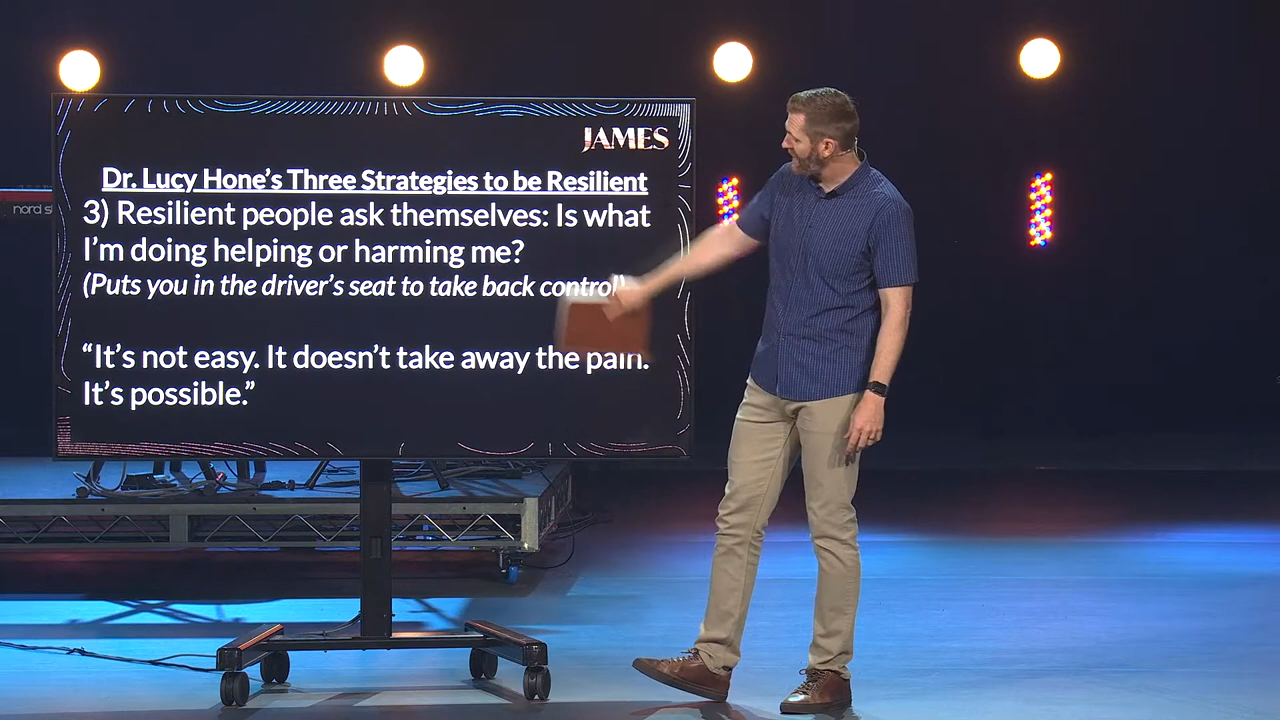 JAMES
Dr. Lucy Hone's Three Strategies to be Resilient
3) Resilient people ask themselves: Is what
I'm doing helping or harming me?
(Puts you in the driver's seat to take back control)
"It's not easy. It doesn't take away the pain.
It's possible."
nord